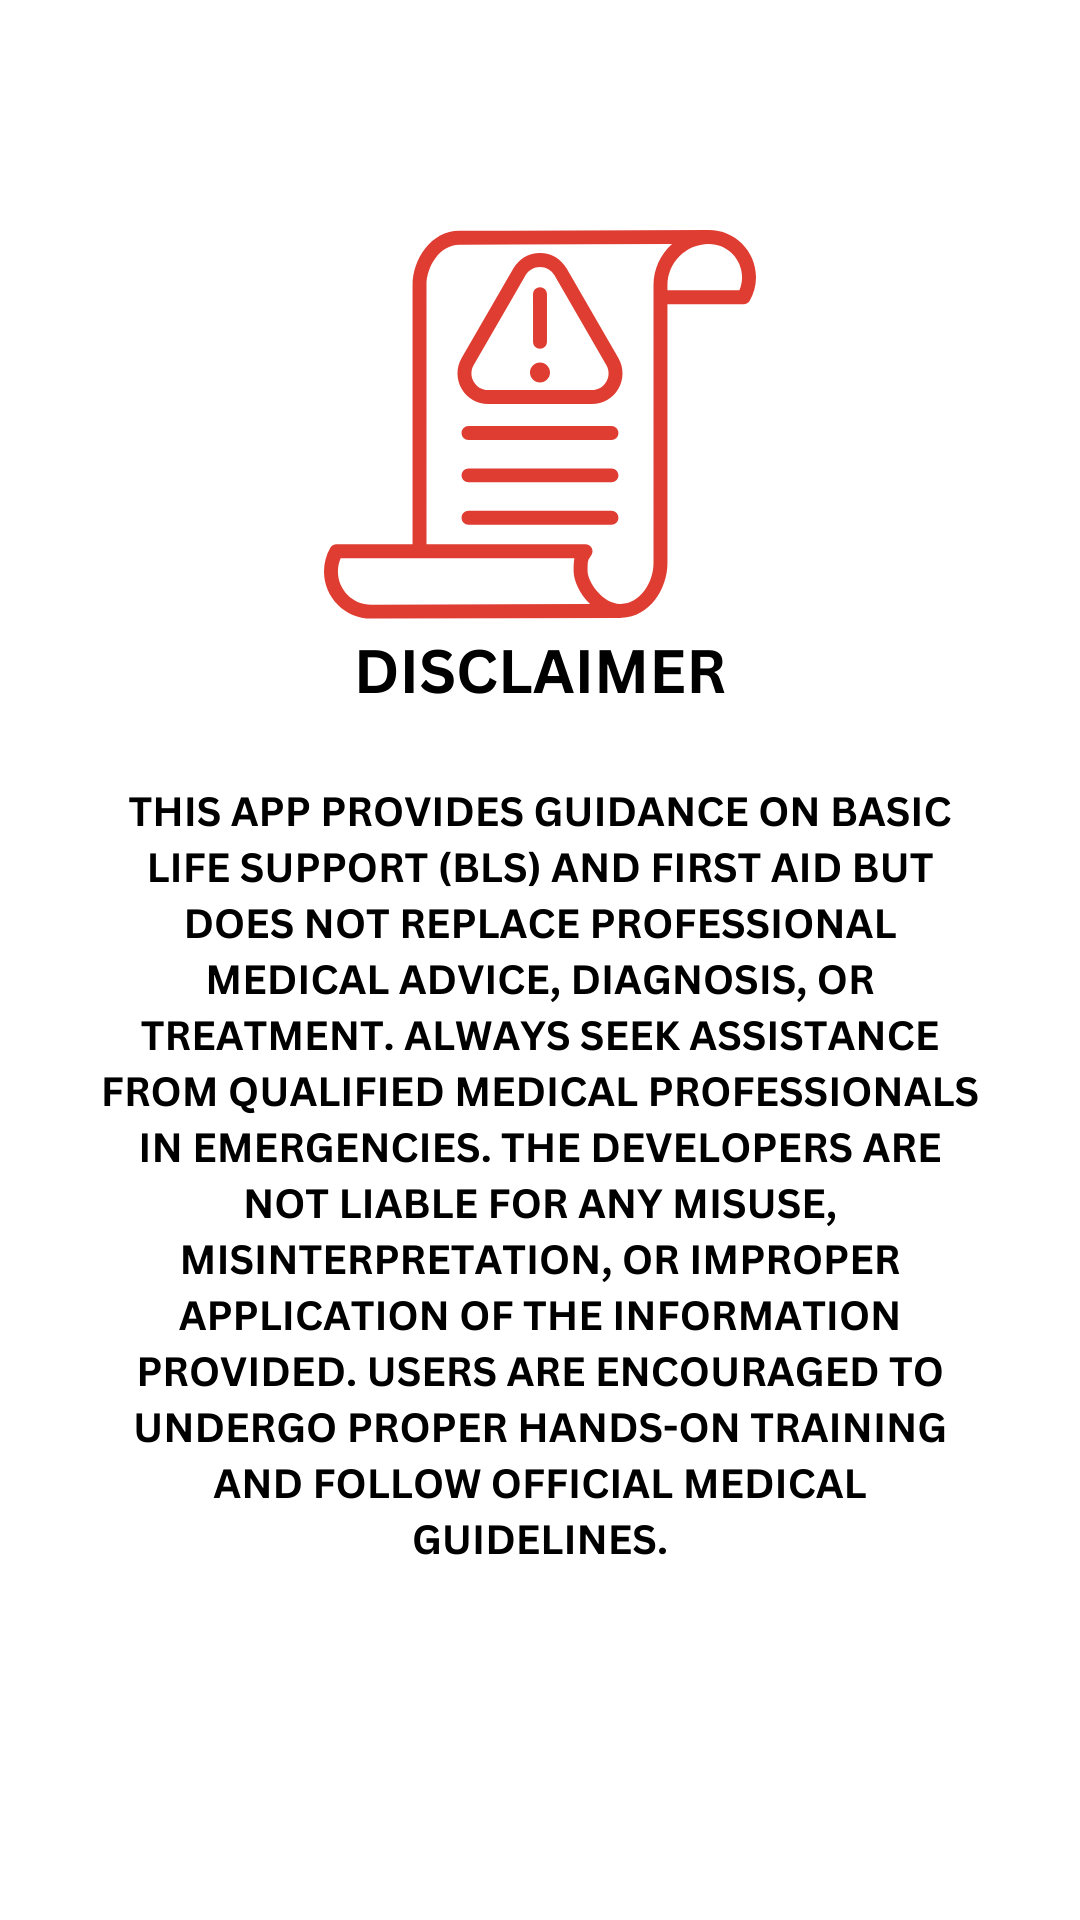 DISCLAIMER
THIS APP PROVIDES GUIDANCE ON BASIC
LIFE SUPPORT (BLS) AND FIRST AID BUT
DOES NOT REPLACE PROFESSIONAL
MEDICAL ADVICE, DIAGNOSIS, OR
TREATMENT. ALWAYS SEEK ASSISTANCE
FROM QUALIFIED MEDICAL PROFESSIONALS
IN EMERGENCIES. THE DEVELOPERS ARE
NOT LIABLE FOR ANY MISUSE,
MISINTERPRETATION, OR IMPROPER
APPLICATION OF THE INFORMATION
PROVIDED. USERS ARE ENCOURAGED TO
UNDERGO PROPER HANDS-ON TRAINING
AND FOLLOW OFFICIAL MEDICAL
GUIDELINES.